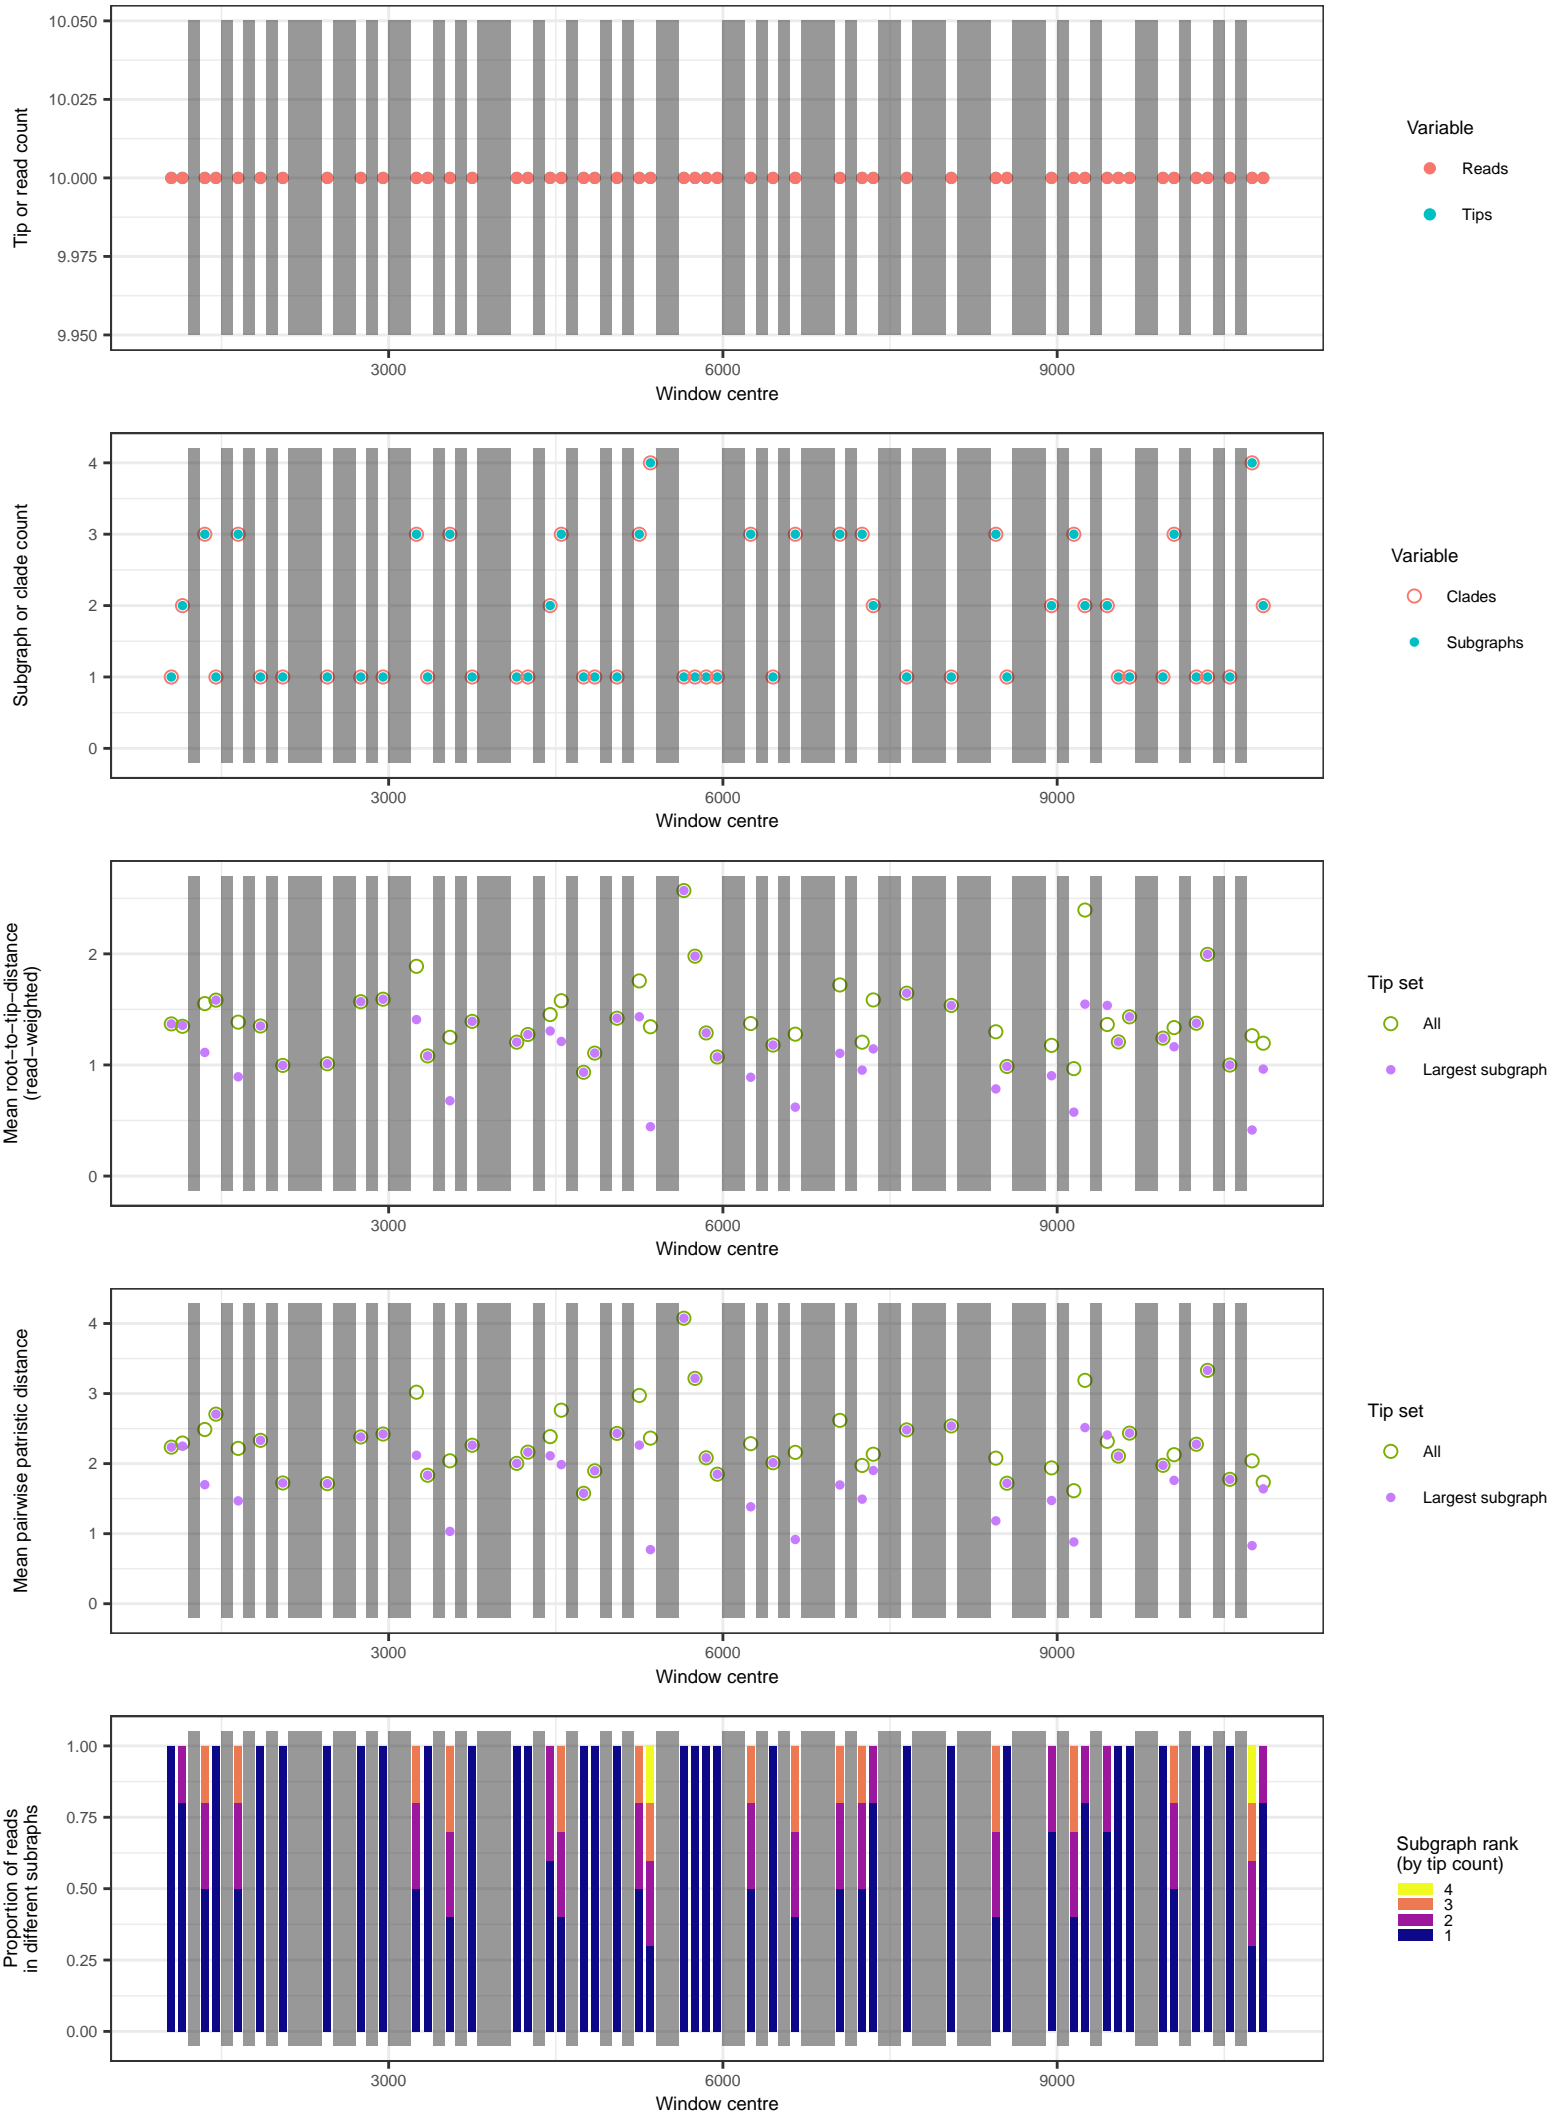 10.050
10.025
10.000
9.975
9.950
Tip or read count
3000
6000
9000
Window centre
Variable
Reads
Tips
4
3
2
1
0
Subgraph or clade count
3000
6000
9000
Window centre
Variable
Clades
Subgraphs
2
1
0
Mean root−to−tip−distance
(read−weighted)
3000
6000
9000
Window centre
Tip set
All
Largest subgraph
4
3
2
1
0
Mean pairwise patristic distance
3000
6000
9000
Window centre
Tip set
All
Largest subgraph
1.00
0.75
0.50
0.25
0.00
Proportion of reads
in different subraphs
3000
6000
9000
Window centre
Subgraph rank
(by tip count)
4
3
2
1